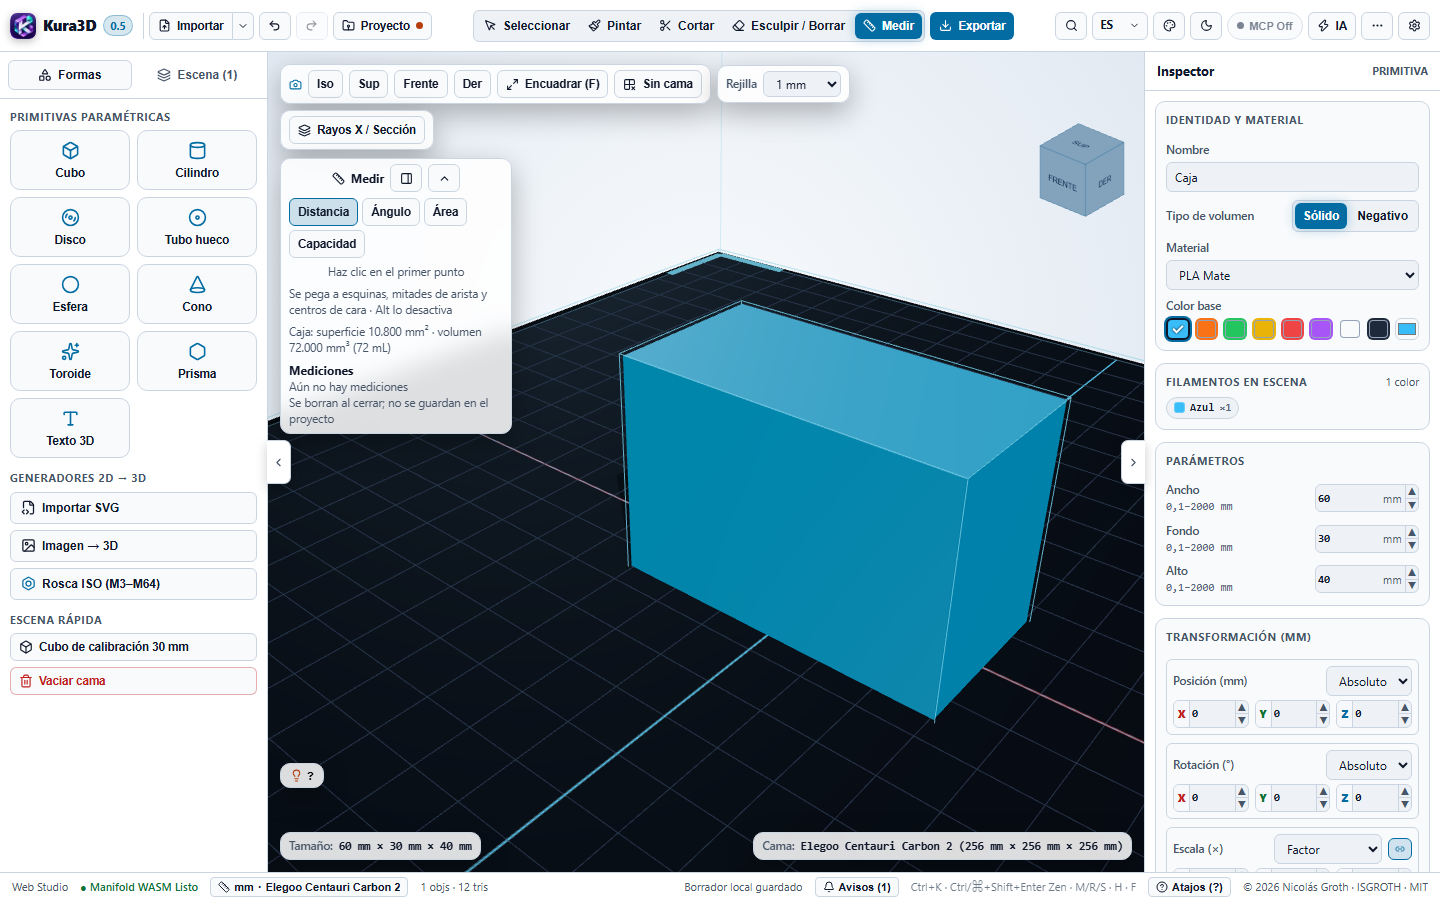 Kura3D 0.5 Importar Proyecto Seleccionar Pintar Cortar Esculpir / Borrar Medir Exportar ES MCP Off IA
Formas Escena (1)
PRIMITIVAS PARAMÉTRICAS
Cubo Cilindro
Disco Tubo hueco
Esfera Cono
Toroide Prisma
Texto 3D
GENERADORES 2D → 3D
Importar SVG
Imagen → 3D
Rosca ISO (M3–M64)
ESCENA RÁPIDA
Cubo de calibración 30 mm
Vaciar cama
Iso Sup Frente Der Encuadrar (F) Sin cama Rejilla 1 mm
Rayos X / Sección
Medir
Distancia Ángulo Área
Capacidad
Haz clic en el primer punto
Se pega a esquinas, mitades de arista y
centros de cara · Alt lo desactiva
Caja: superficie 10.800 mm² · volumen
72.000 mm³ (72 mL)
Mediciones
Aún no hay mediciones
Se borran al cerrar; no se guardan en el
proyecto
SUP
FRENTE DER
?
Tamaño: 60 mm × 30 mm × 40 mm
Cama: Elegoo Centauri Carbon 2 (256 mm × 256 mm × 256 mm)
Inspector PRIMITIVA
IDENTIDAD Y MATERIAL
Nombre
Caja
Tipo de volumen Sólido Negativo
Material
PLA Mate
Color base
FILAMENTOS EN ESCENA 1 color
Azul ×1
PARÁMETROS
Ancho
0,1–2000 mm 60 mm
Fondo
0,1–2000 mm 30 mm
Alto
0,1–2000 mm 40 mm
TRANSFORMACIÓN (MM)
Posición (mm) Absoluto
X 0 Y 0 Z 0
Rotación (°) Absoluto
X 0 Y 0 Z 0
Escala (×) Factor
Web Studio Manifold WASM Listo mm · Elegoo Centauri Carbon 2 1 objs · 12 tris Borrador local guardado Avisos (1) Ctrl+K · Ctrl/⌘+Shift+Enter Zen · M/R/S · H · F Atajos (?) © 2026 Nicolás Groth · ISGROTH · MIT